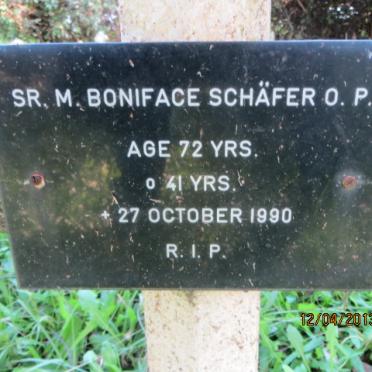 SR. M. BONIFACE SCHÄFER O. P.
AGE 72 YRS.
o 41 YRS.
+ 27 OCTOBER 1990
R. I. P.
12/04/2013